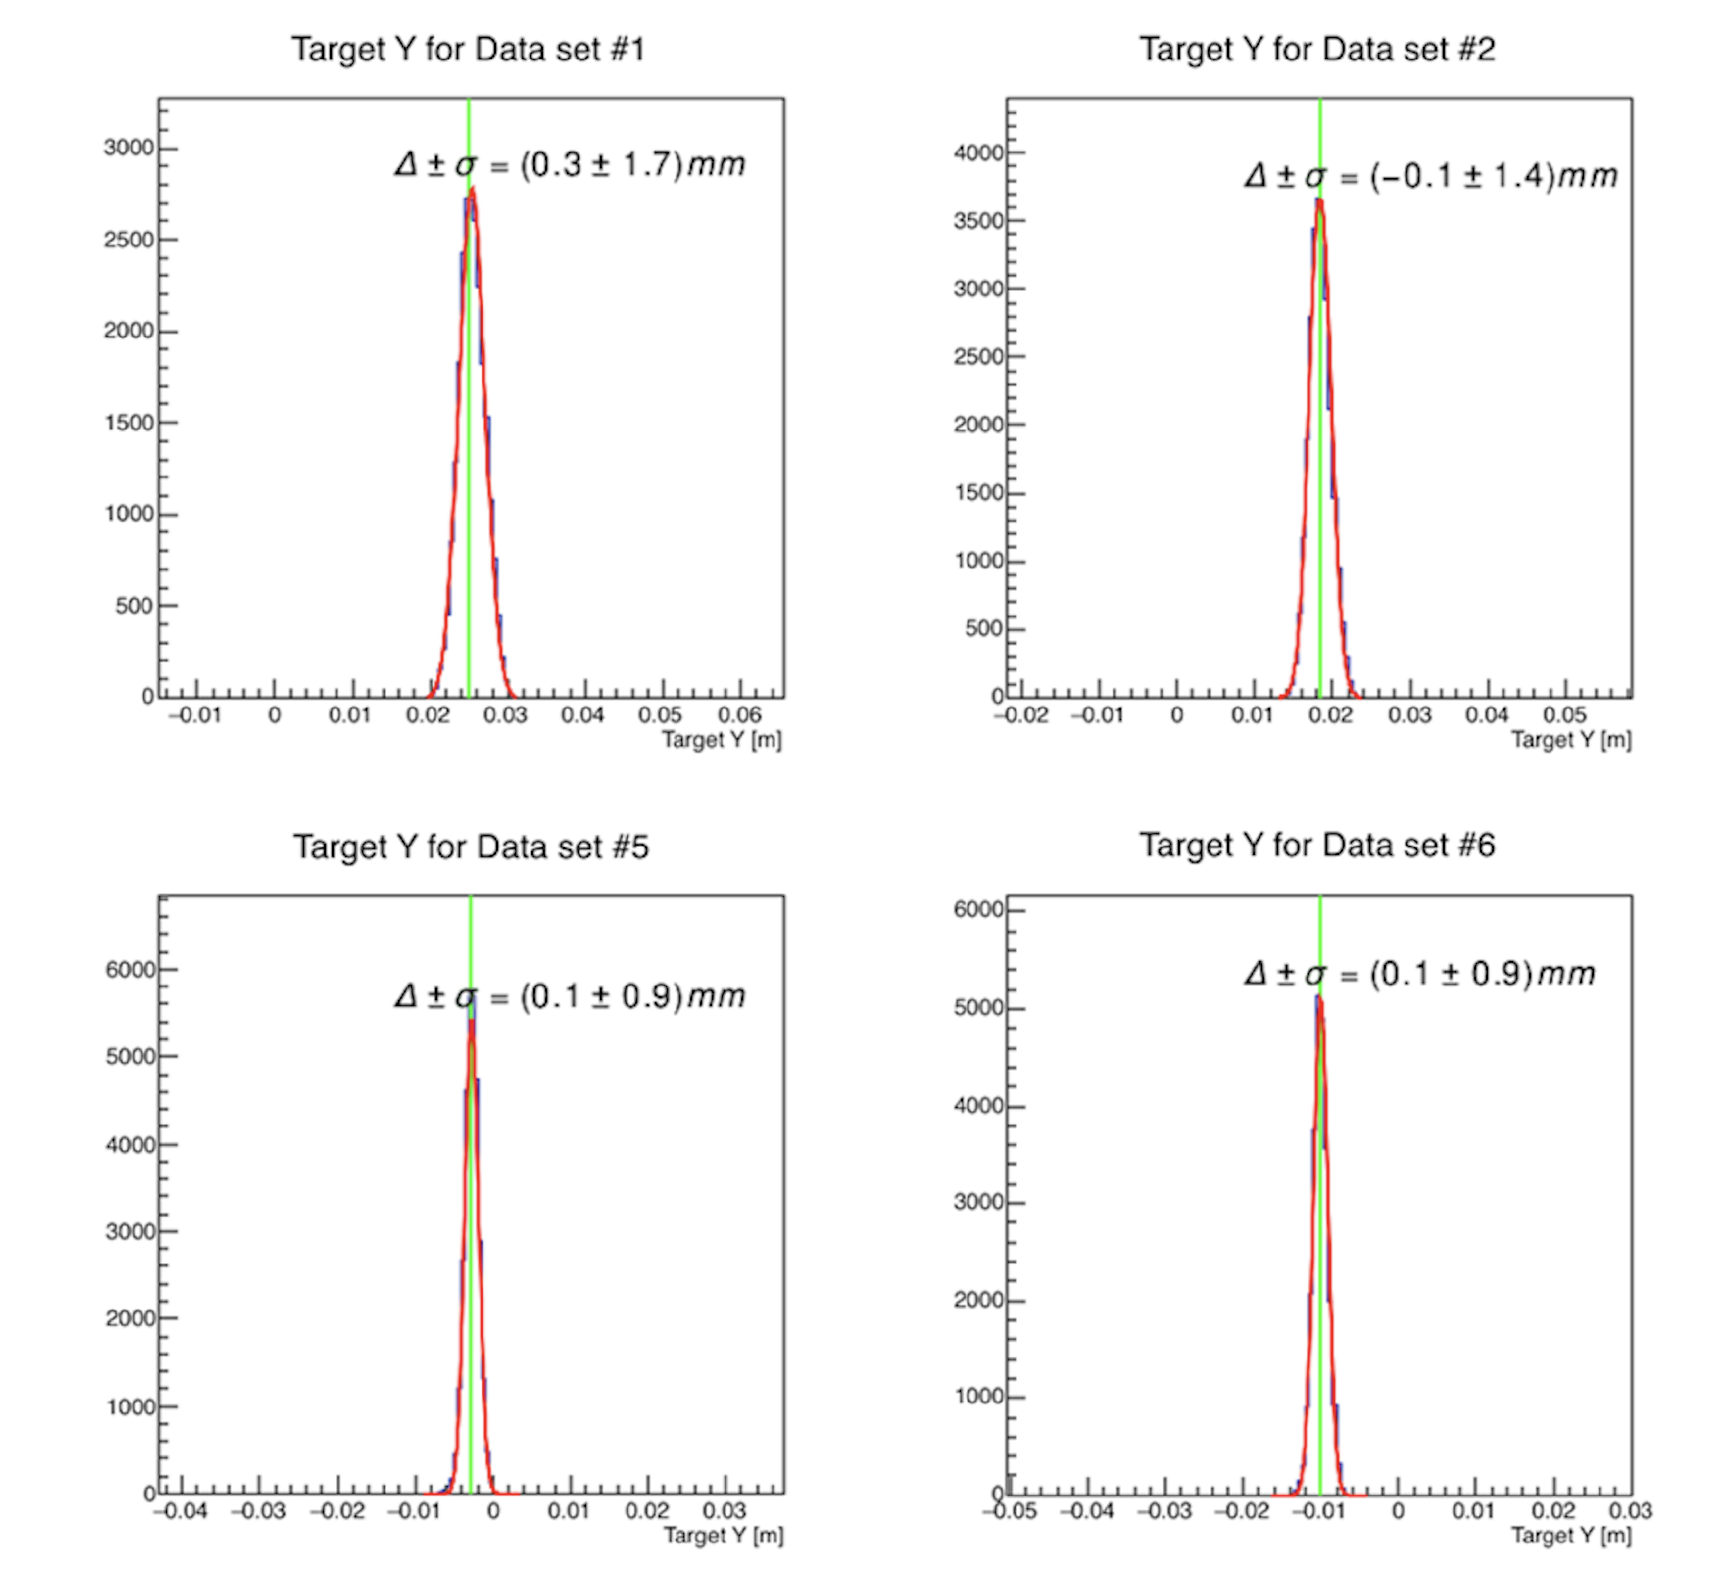 Target Y for Data set #1
Δ ± σ = (0.3 ± 1.7)mm
3000
2500
2000
1500
1000
500
0
−0.01 0 0.01 0.02 0.03 0.04 0.05 0.06
Target Y [m]
Target Y for Data set #2
Δ ± σ = (−0.1 ± 1.4)mm
4000
3500
3000
2500
2000
1500
1000
500
0
−0.02 −0.01 0 0.01 0.02 0.03 0.04 0.05
Target Y [m]
Target Y for Data set #5
Δ ± σ = (0.1 ± 0.9)mm
6000
5000
4000
3000
2000
1000
0
−0.04 −0.03 −0.02 −0.01 0 0.01 0.02 0.03
Target Y [m]
Target Y for Data set #6
6000
Δ ± σ = (0.1 ± 0.9)mm
5000
4000
3000
2000
1000
0
−0.05 −0.04 −0.03 −0.02 −0.01 0 0.01 0.02 0.03
Target Y [m]